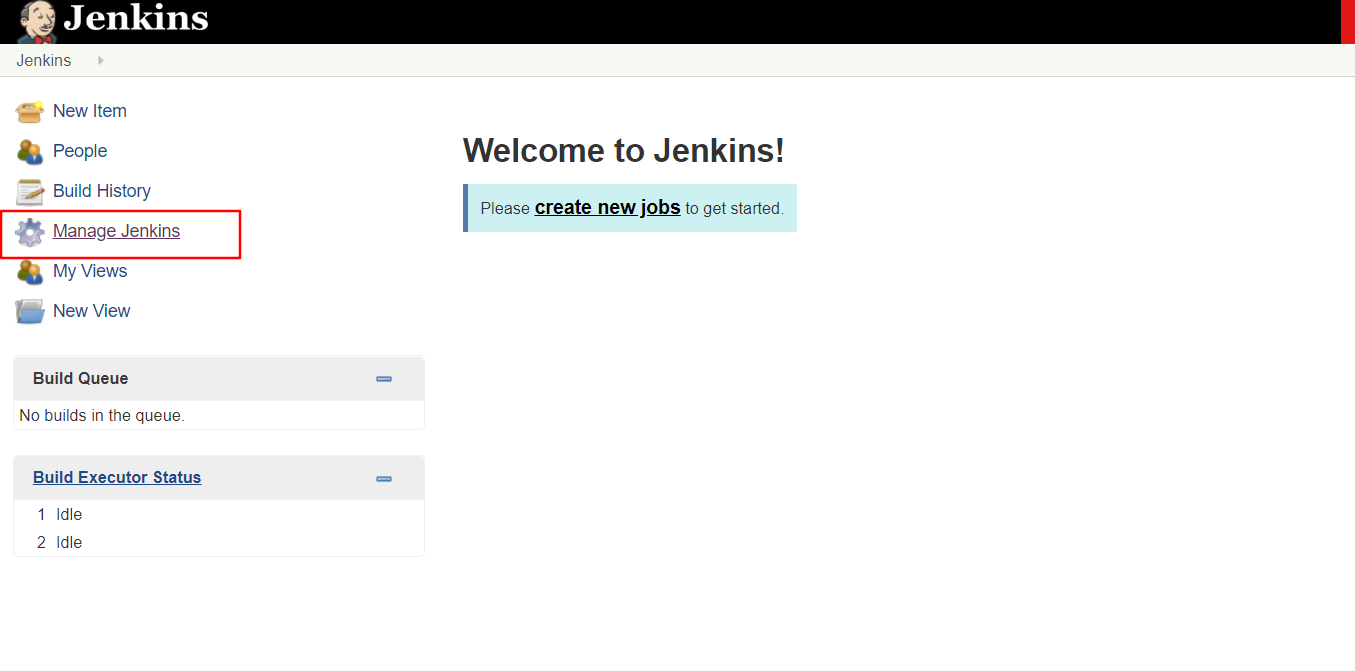 Jenkins
Jenkins
New Item
People
Build History
Manage Jenkins
My Views
New View
Welcome to Jenkins!
Please create new jobs to get started.
Build Queue
No builds in the queue.
Build Executor Status
1 Idle
2 Idle